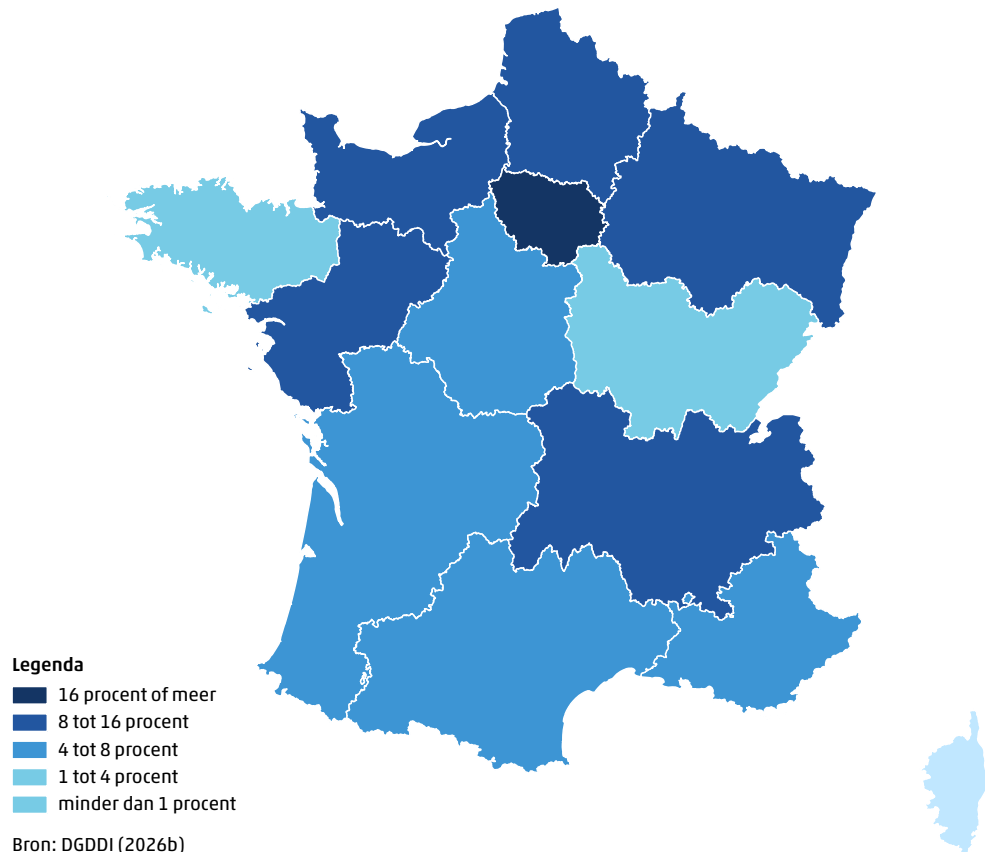 Legenda
16 procent of meer
8 tot 16 procent
4 tot 8 procent
1 tot 4 procent
minder dan 1 procent
Bron: DGDDI (2026b)